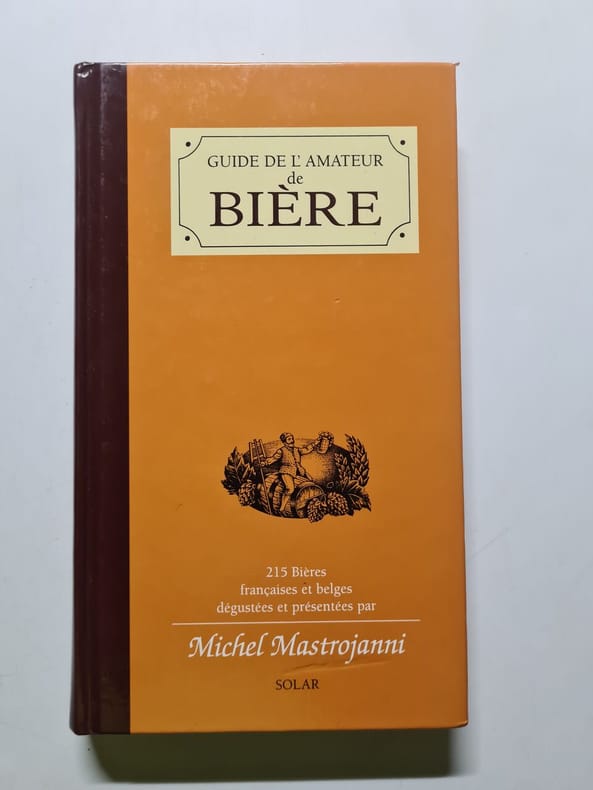 GUIDE DE L' AMATEUR
de
BIÈRE
215 Bières
françaises et belges
dégustées et présentées par
Michel Mastrojanni
SOLAR